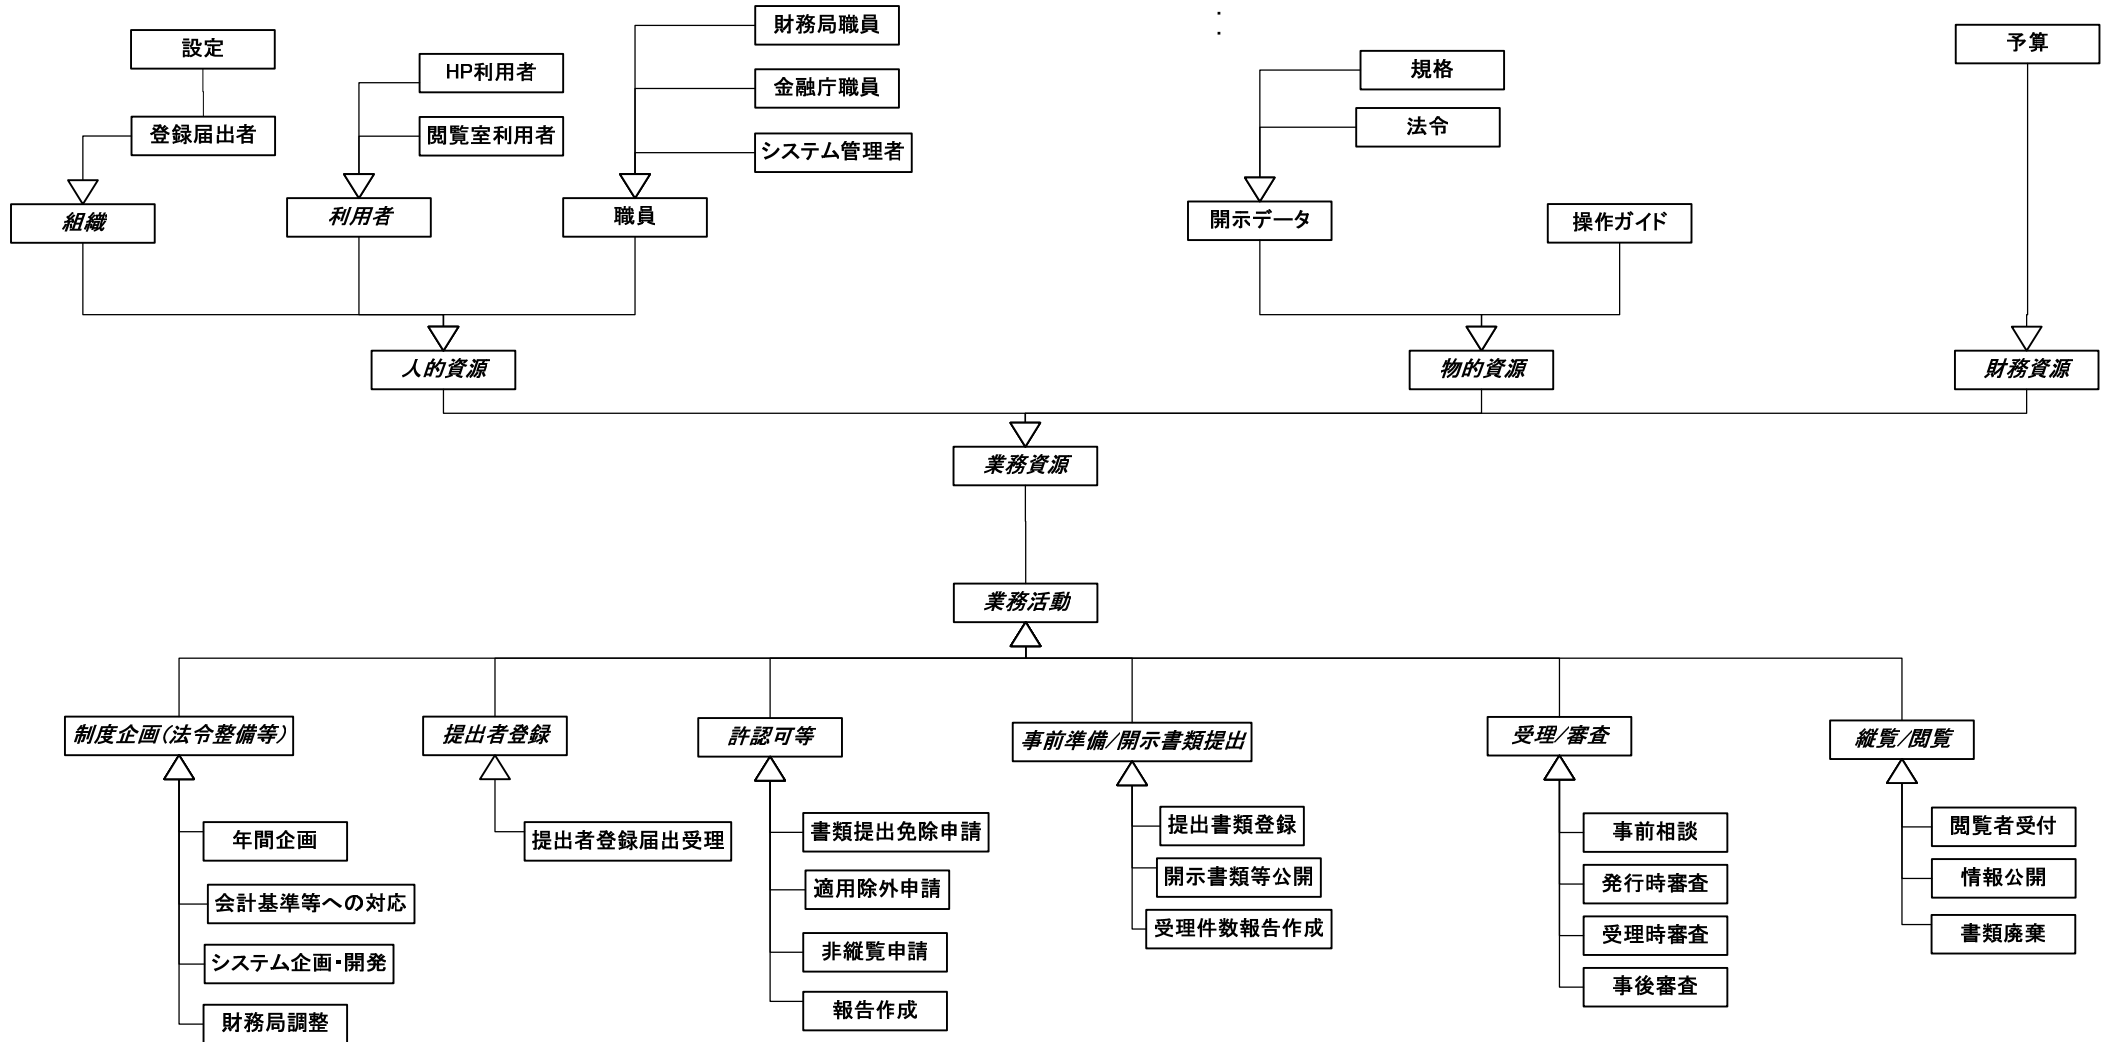 財務局職員
設定
HP利用者
金融庁職員
登録届出者
閲覧室利用者
システム管理者
組織
利用者
職員
規格
法令
開示データ
操作ガイド
予算
人的資源
物的資源
財務資源
業務資源
業務活動
制度企画(法令整備等)
年間企画
会計基準等への対応
システム企画・開発
財務局調整
提出者登録
提出者登録届出受理
許認可等
書類提出免除申請
適用除外申請
非縦覧申請
報告作成
事前準備/開示書類提出
提出書類登録
開示書類等公開
受理件数報告作成
受理/審査
事前相談
発行時審査
受理時審査
事後審査
縦覧/閲覧
閲覧者受付
情報公開
書類廃棄